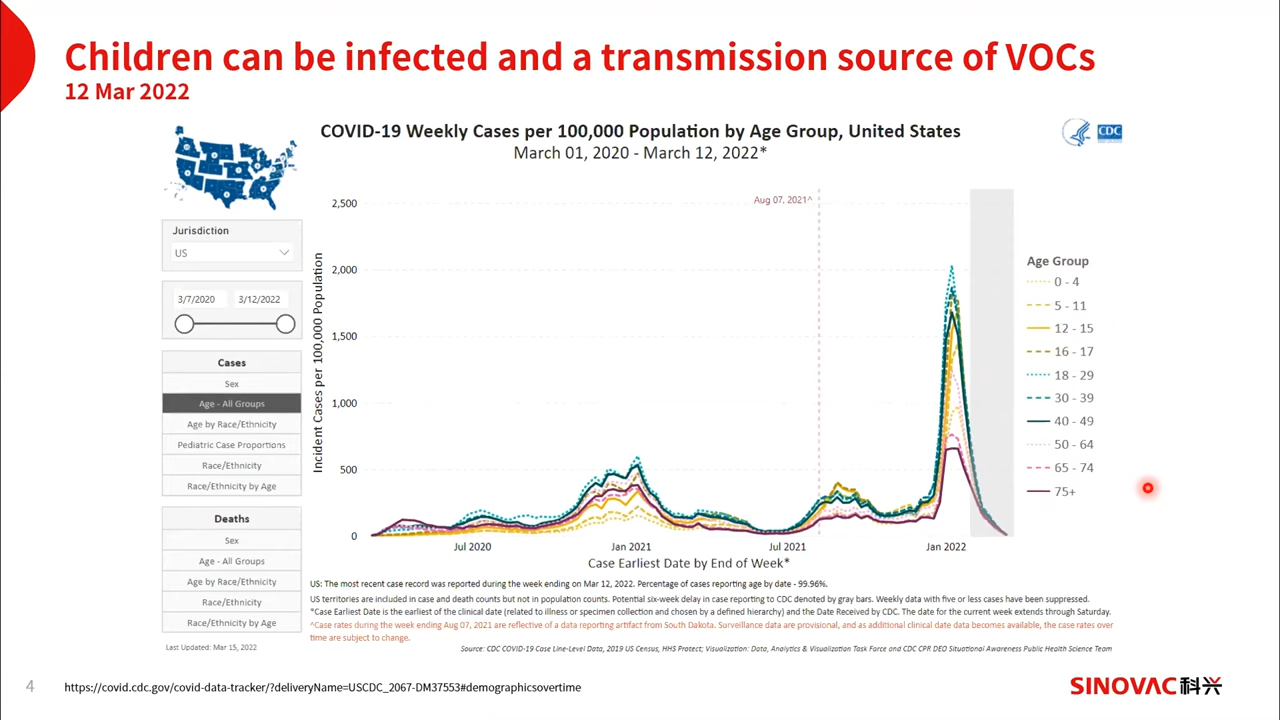 Children can be infected and a transmission source of VOCs
12 Mar 2022
COVID-19 Weekly Cases per 100,000 Population by Age Group, United States
March 01, 2020 - March 12, 2022*
CDC
Jurisdiction
US
3/7/2020 3/12/2022
Cases
Sex
Age - All Groups
Age by Race/Ethnicity
Pediatric Case Proportions
Race/Ethnicity
Race/Ethnicity by Age
Deaths
Sex
Age - All Groups
Age by Race/Ethnicity
Race/Ethnicity
Race/Ethnicity by Age
Last Updated: Mar 15, 2022
Incident Cases per 100,000 Population
2,500
2,000
1,500
1,000
500
0
Aug 07, 2021^
Jul 2020
Jan 2021
Jul 2021
Jan 2022
Case Earliest Date by End of Week*
Age Group
0 - 4
5 - 11
12 - 15
16 - 17
18 - 29
30 - 39
40 - 49
50 - 64
65 - 74
75+
US: The most recent case record was reported during the week ending on Mar 12, 2022. Percentage of cases reporting age by date - 99.96%.
US territories are included in case and death counts but not in population counts. Potential six-week delay in case reporting to CDC denoted by gray bars. Weekly data with five or less cases have been suppressed.
*Case Earliest Date is the earliest of the clinical date (related to illness or specimen collection and chosen by a defined hierarchy) and the Date Received by CDC. The date for the current week extends through Saturday.
^Case rates during the week ending Aug 07, 2021 are reflective of a data reporting artifact from South Dakota. Surveillance data are provisional, and as additional clinical date data becomes available, the case rates over
time are subject to change.
Source: CDC COVID-19 Case Line-Level Data, 2019 US Census, HHS Protect; Visualization: Data, Analytics & Visualization Task Force and CDC CPR DEO Situational Awareness Public Health Science Team
4
https://covid.cdc.gov/covid-data-tracker/?deliveryName=USCDC_2067-DM37553#demographicsovertime
SINOVAC科兴